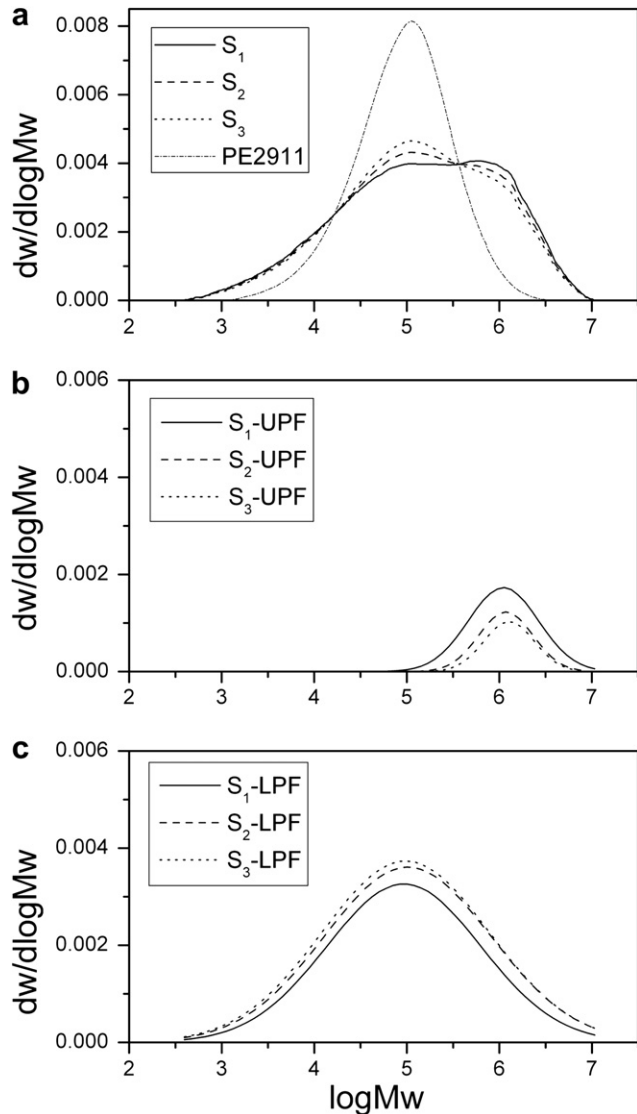 a
S₁
S₂
S₃
PE2911
0.008
0.006
0.004
0.002
0.000
dw/dlogMw
2 3 4 5 6 7
b
S₁-UPF
S₂-UPF
S₃-UPF
0.006
0.004
0.002
0.000
dw/dlogMw
2 3 4 5 6 7
c
S₁-LPF
S₂-LPF
S₃-LPF
0.006
0.004
0.002
0.000
dw/dlogMw
2 3 4 5 6 7
logMw